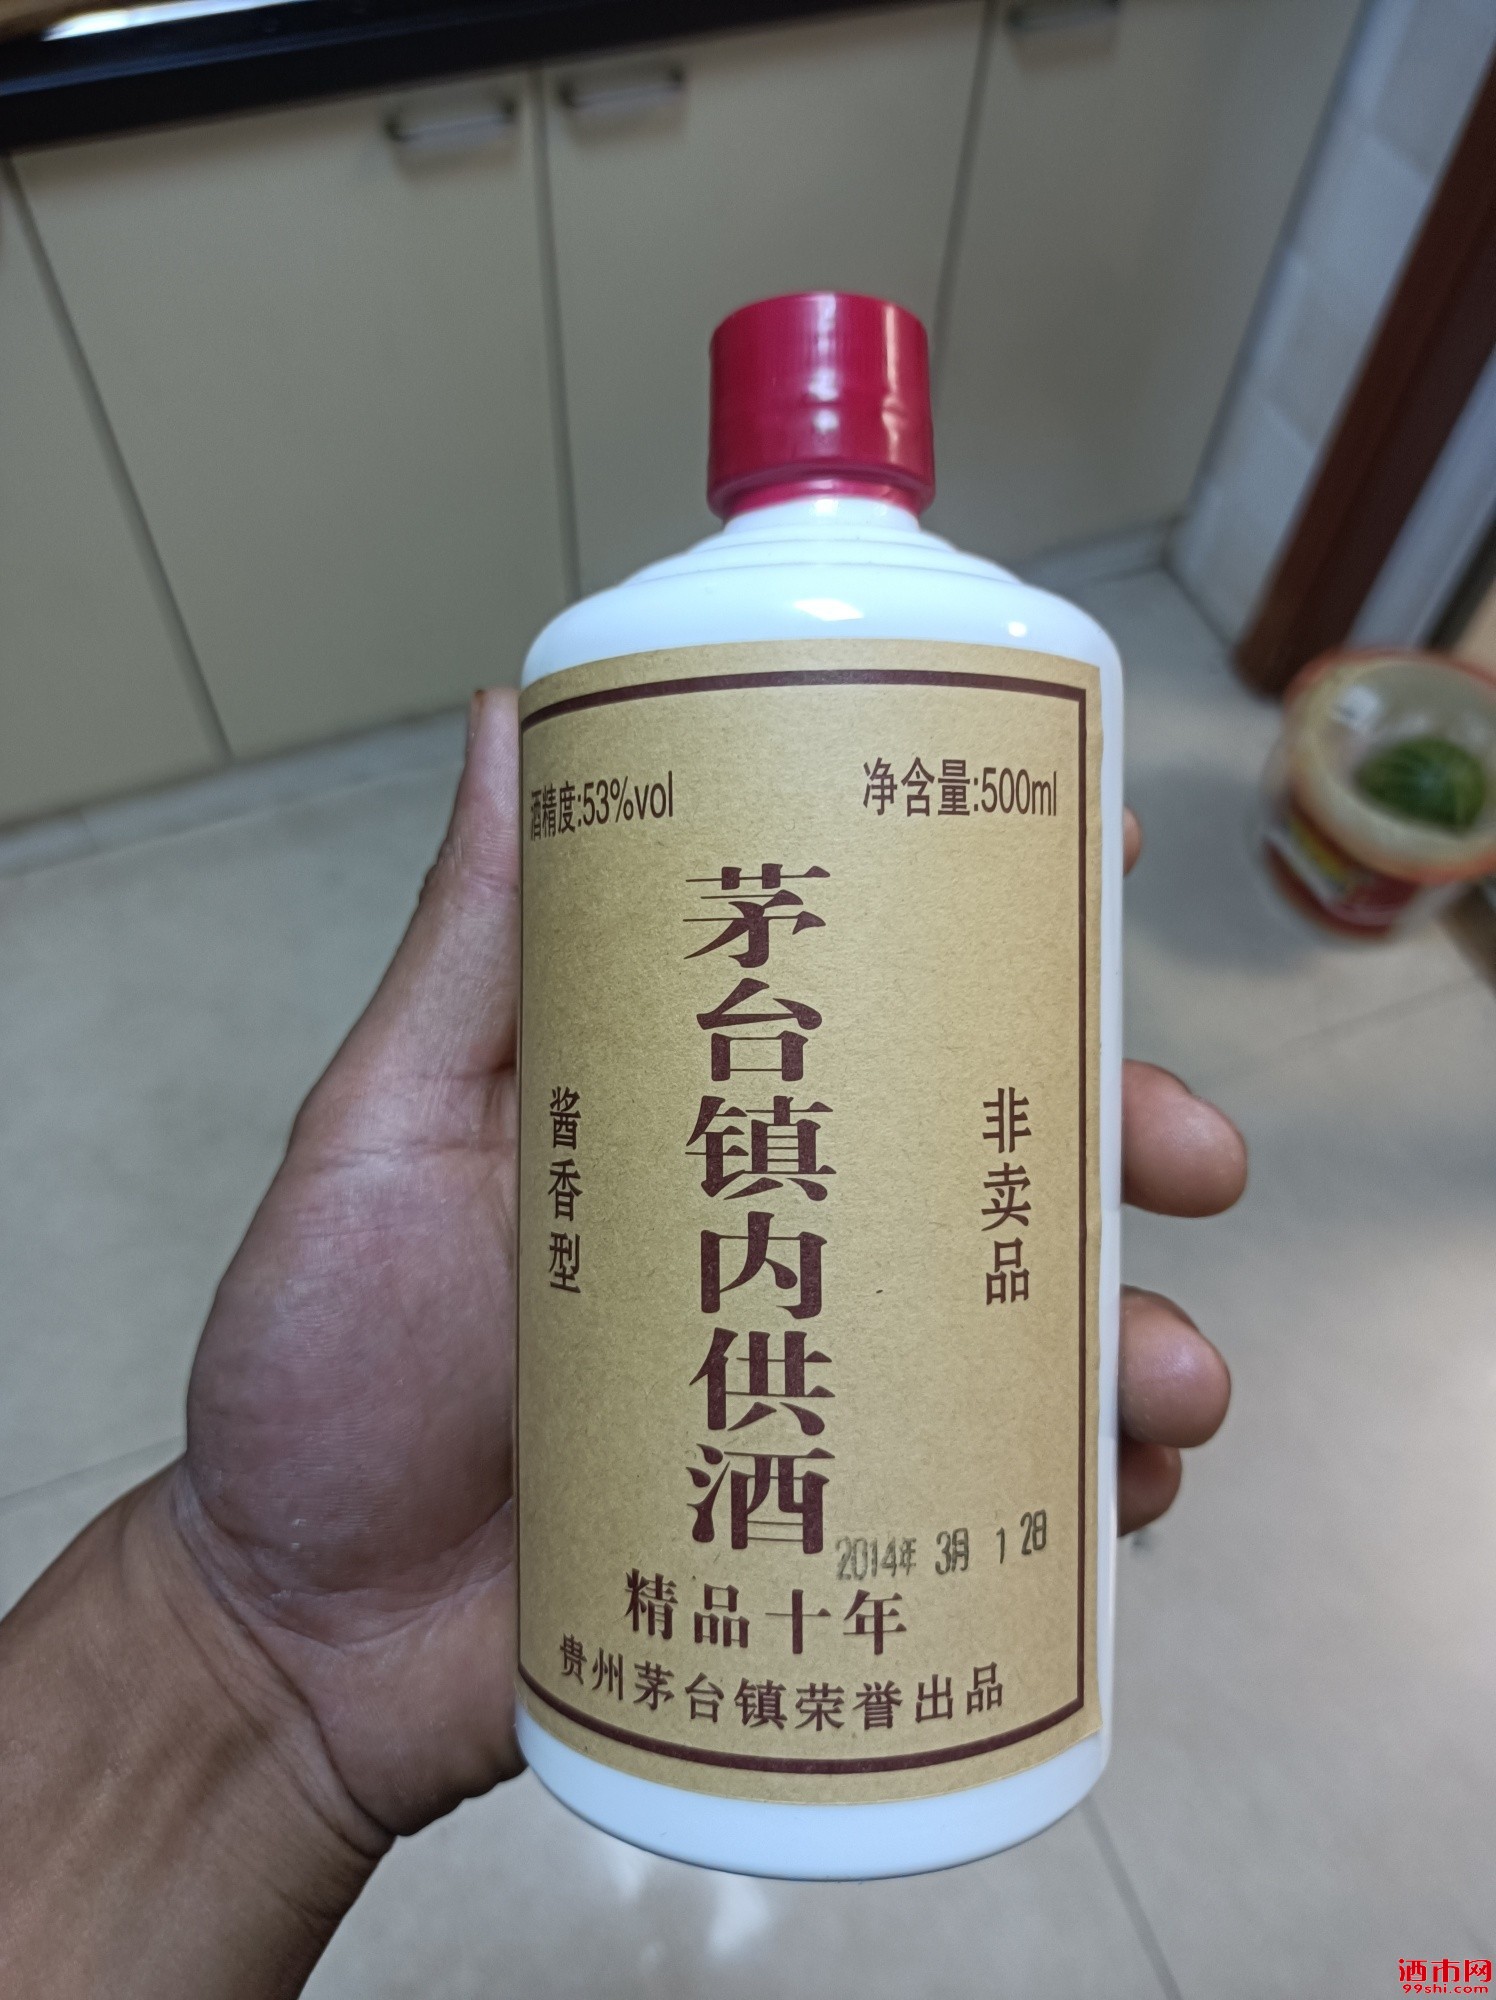 酒精度:53%vol
净含量:500ml
茅台镇内供酒
酱香型
非卖品
2014年 3月 1 2日
精品十年
贵州茅台镇荣誉出品
酒市网
99shi.com